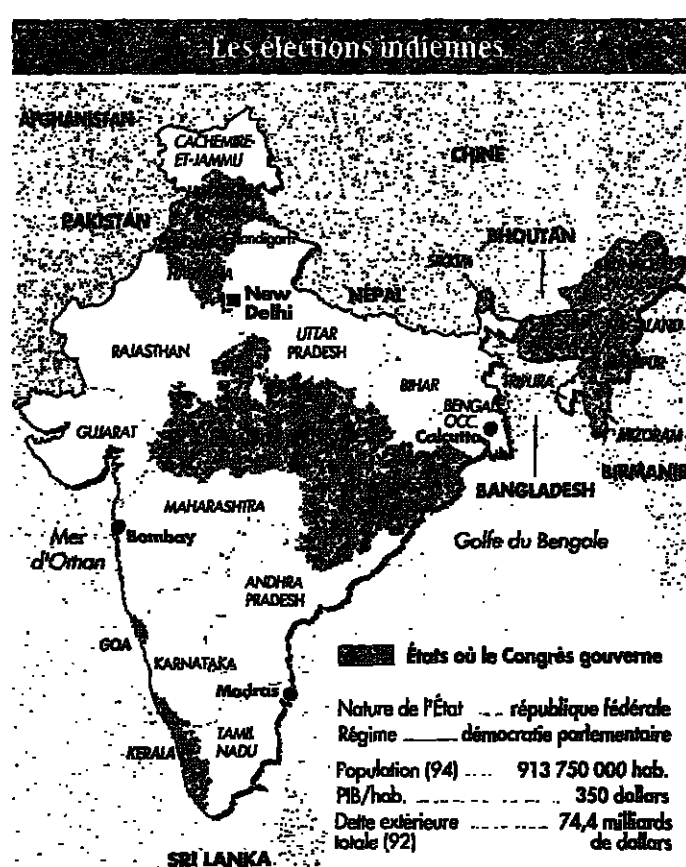 Les élections indiennes
AFGHANISTAN
CACHEMIRE-
ET-JAMMU
CHINE
PAKISTAN
BHOUTAN
SIKKIM
New
Delhi
NÉPAL
UTTAR
PRADESH
RAJASTHAN
BIHAR
TRIPURA
BENGALE
OCC.
GUJARAT
Calcutta
MIZORAM
BIRMANIE
BANGLADESH
MAHARASHTRA
Mer
d'Oman
Bombay
Golfe du Bengale
ANDHRA
PRADESH
GOA
KARNATAKA
États où le Congrès gouverne
Madras
Nature de l'État .... république fédérale
Régime démocratie parlementaire
KERALA
TAMIL
NADU
Population (94) .... 913 750 000 hab.
PIB/hab. 350 dollars
Dette extérieure 74,4 milliards
totale (92) de dollars
SRI LANKA